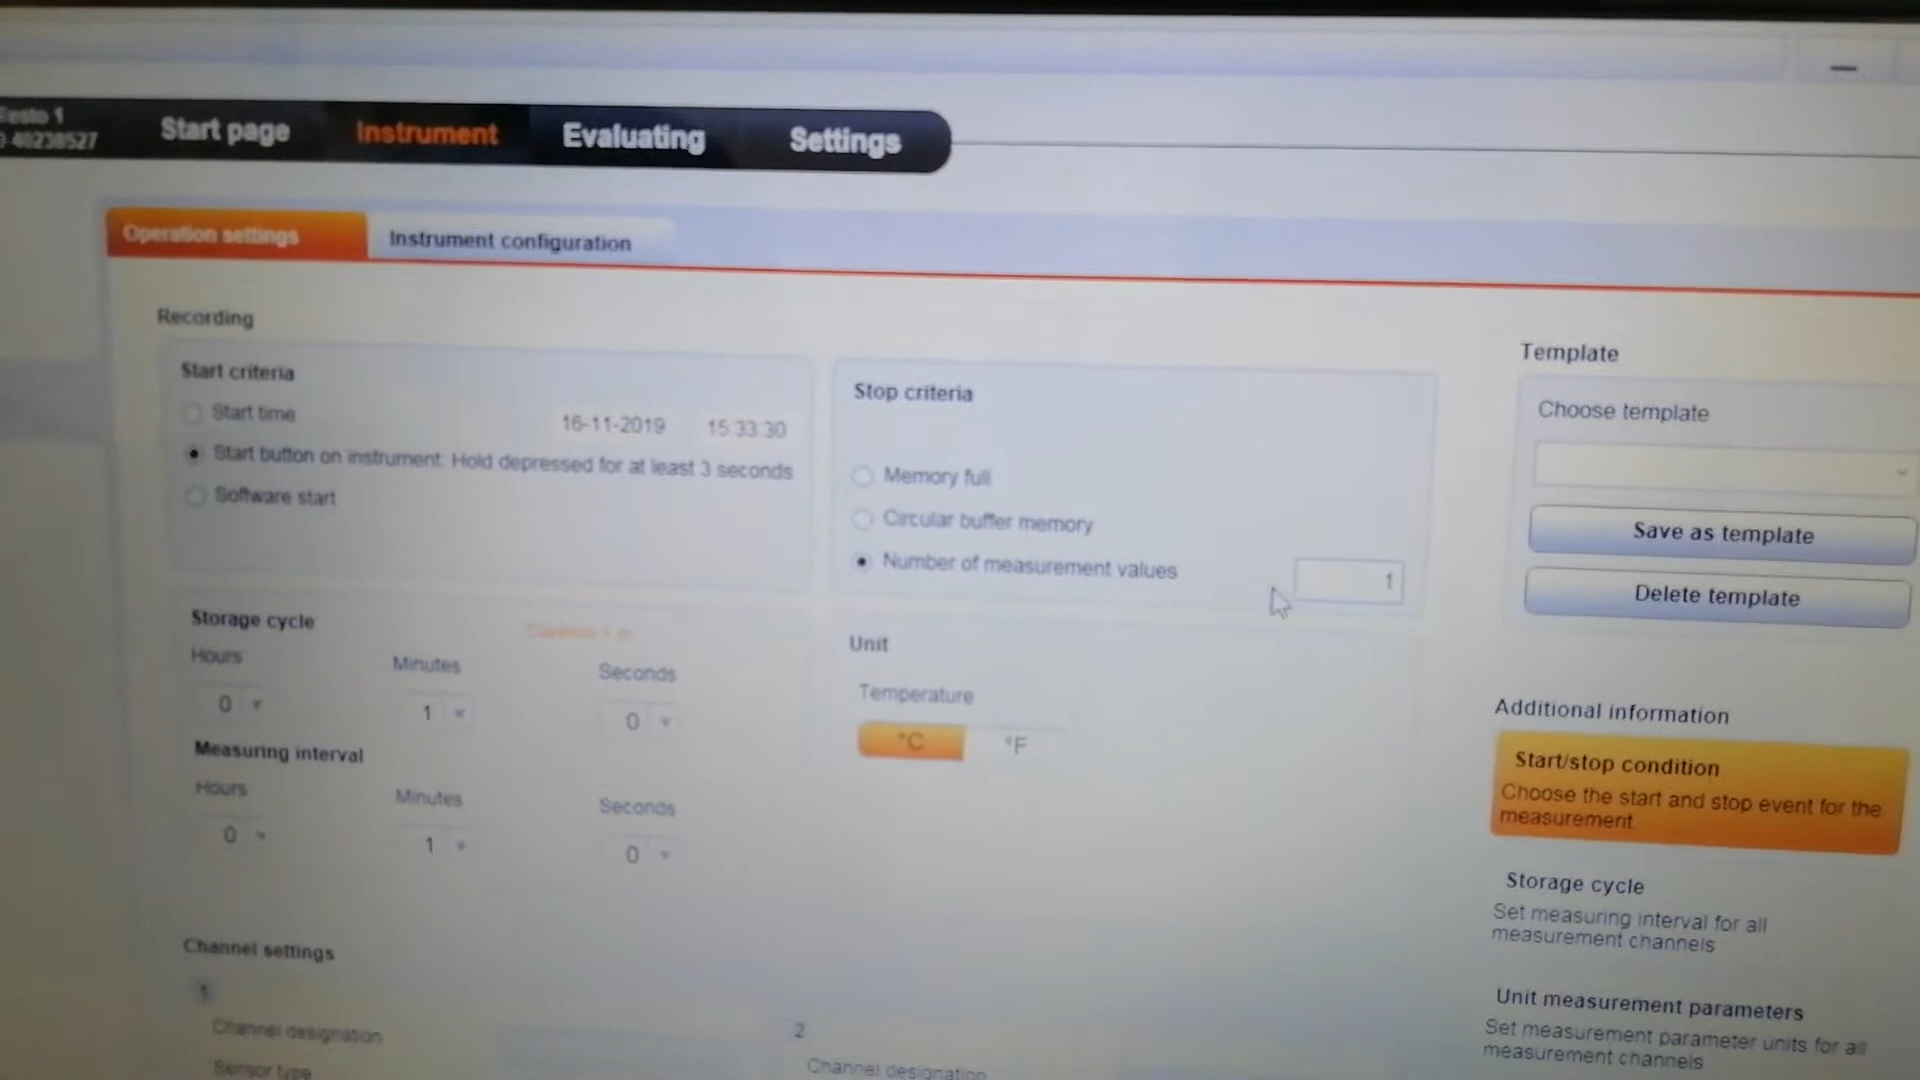 Testo 1
40238527
Start page
Instrument
Evaluating
Settings
Operation settings
Instrument configuration
Recording
Start criteria
Start time
16-11-2019
15:33:30
Start button on instrument: Hold depressed for at least 3 seconds
Software start
Stop criteria
Memory full
Circular buffer memory
Number of measurement values
1
Storage cycle
Hours
Minutes
Seconds
0
1
0
Measuring interval
Hours
Minutes
Seconds
0
1
0
Unit
Temperature
°C
°F
Channel settings
1
Channel designation
Sensor type
2
Channel designation
Template
Choose template
Save as template
Delete template
Additional information
Start/stop condition
Choose the start and stop event for the
measurement.
Storage cycle
Set measuring interval for all
measurement channels
Unit measurement parameters
Set measurement parameter units for all
measurement channels